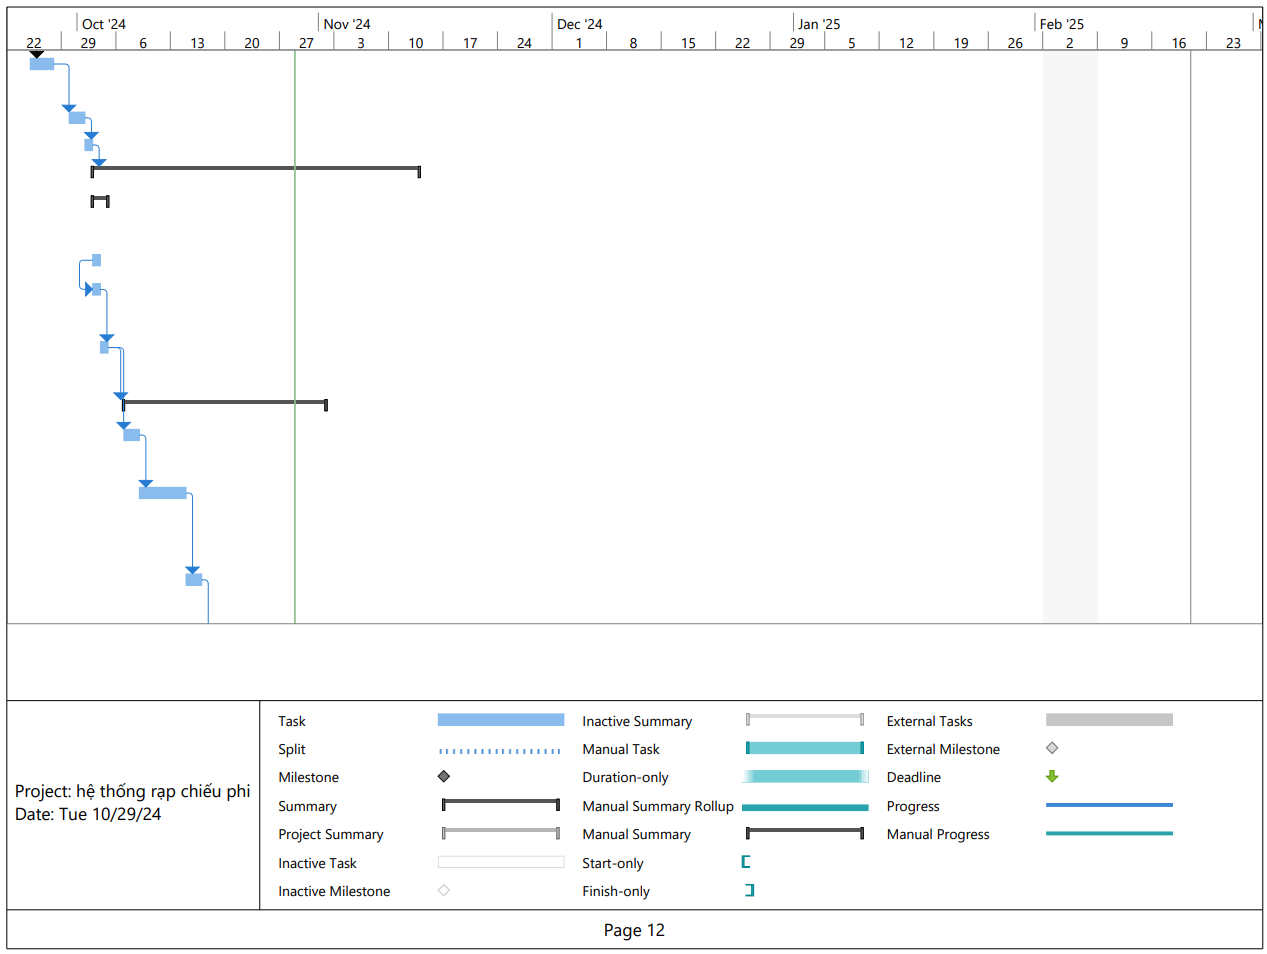 Oct '24 Nov '24 Dec '24 Jan '25 Feb '25
22 29 6 13 20 27 3 10 17 24 1 8 15 22 29 5 12 19 26 2 9 16 23
Task Inactive Summary External Tasks
Split Manual Task External Milestone
Milestone Duration-only Deadline
Summary Manual Summary Rollup Progress
Project Summary Manual Summary Manual Progress
Inactive Task Start-only
Inactive Milestone Finish-only
Project: hệ thống rạp chiếu phi
Date: Tue 10/29/24
Page 12